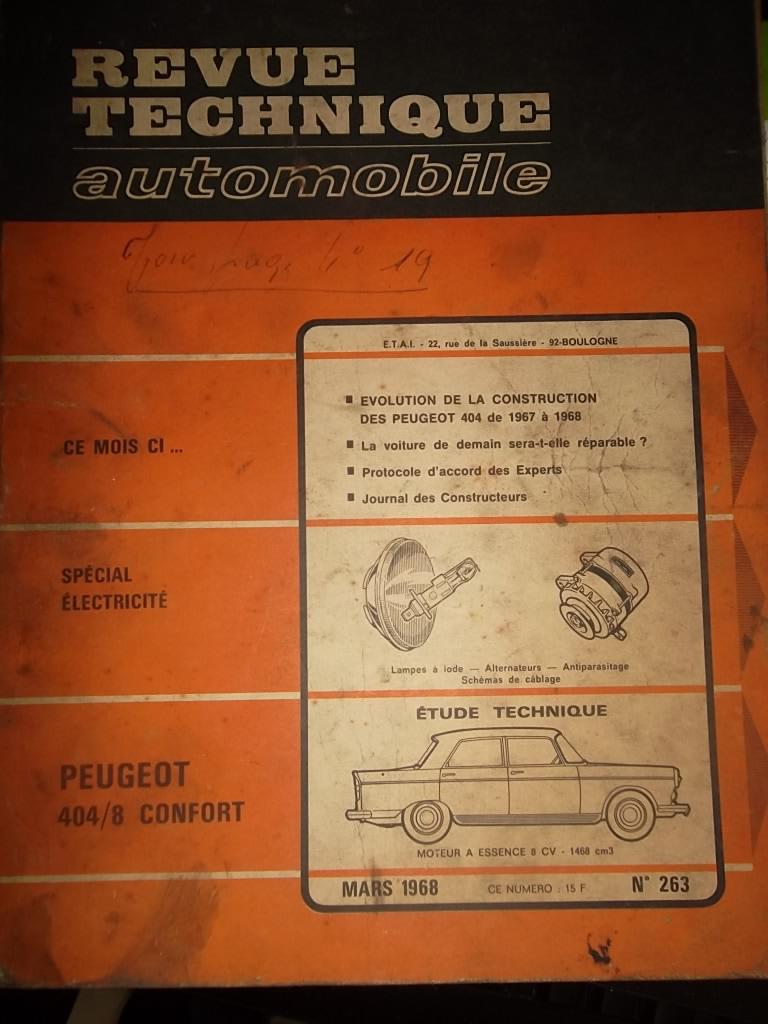 REVUE
TECHNIQUE
automobile
page N° 19
E.T.A.I. - 22, rue de la Saussière - 92-BOULOGNE
CE MOIS CI ...
■ EVOLUTION DE LA CONSTRUCTION
DES PEUGEOT 404 de 1967 à 1968
■ La voiture de demain sera-t-elle réparable ?
■ Protocole d'accord des Experts
■ Journal des Constructeurs
SPÉCIAL
ÉLECTRICITÉ
Lampes à iode — Alternateurs — Antiparasitage
Schémas de câblage
PEUGEOT
404/8 CONFORT
ÉTUDE TECHNIQUE
MOTEUR A ESSENCE 8 CV - 1468 cm3
MARS 1968 CE NUMERO : 15 F N° 263